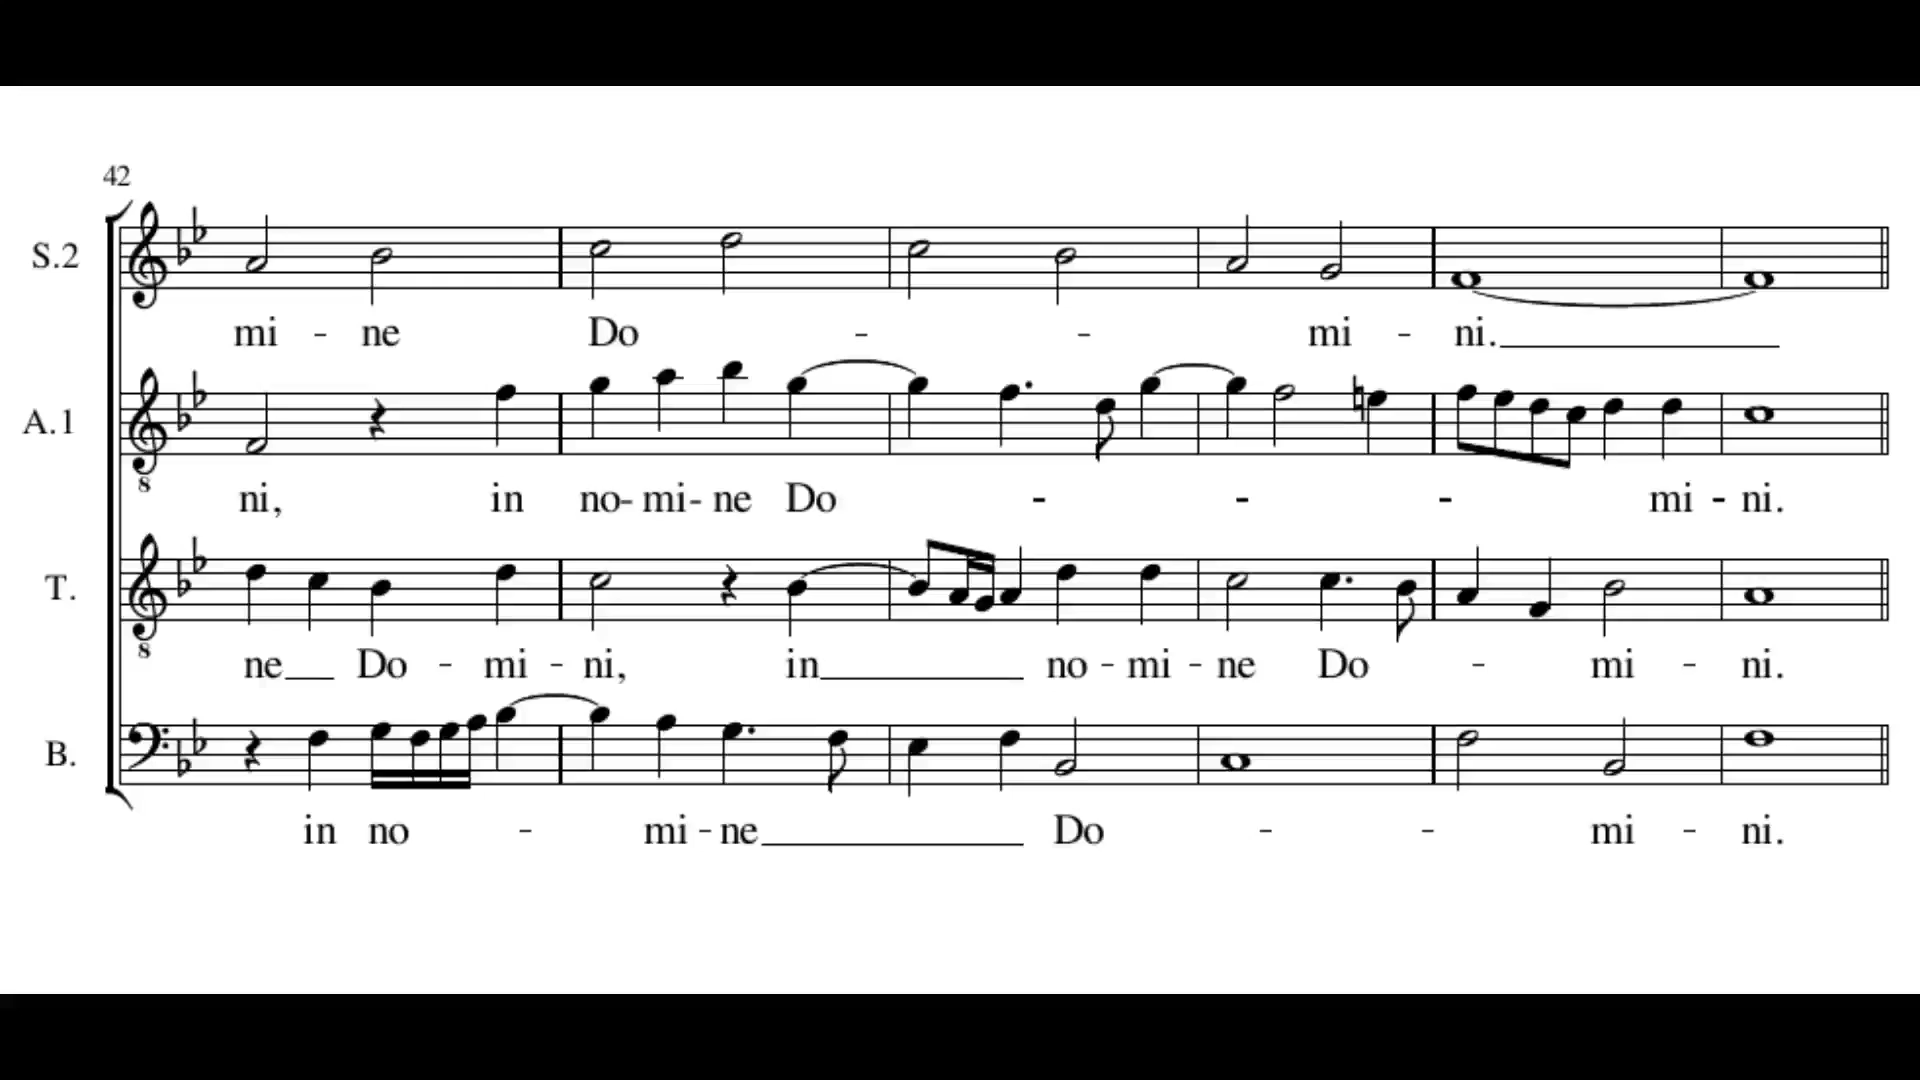 42
S.2
mi - ne Do - - mi - ni.
A.1
ni, in no- mi- ne Do - - - mi - ni.
8
T.
ne Do - mi - ni, in no - mi - ne Do - mi - ni.
8
B.
in no - mi - ne Do - - mi - ni.